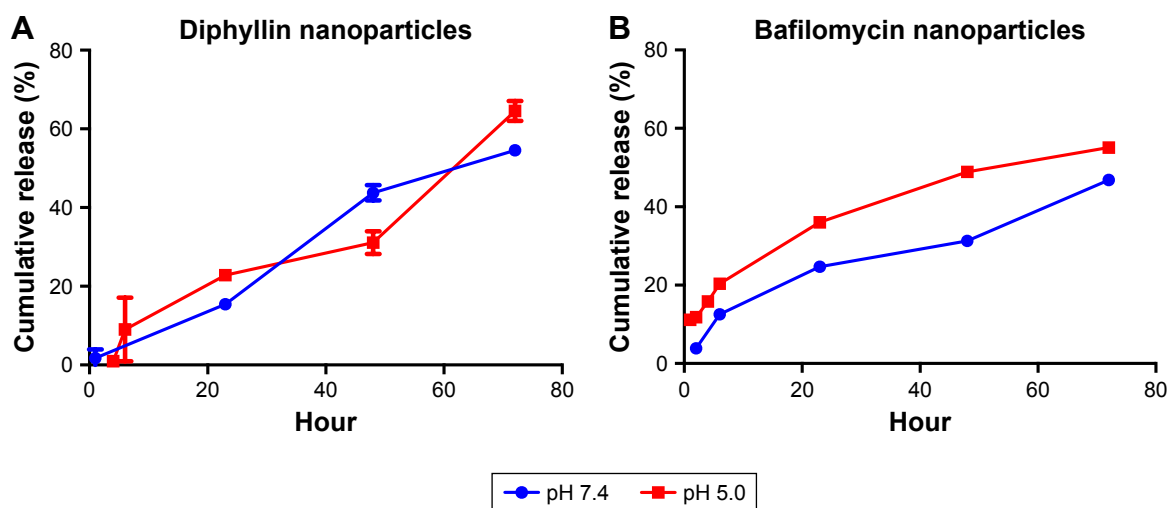 A
Diphyllin nanoparticles
Cumulative release (%)
80
60
40
20
0
0 20 40 60 80
Hour
B
Bafilomycin nanoparticles
Cumulative release (%)
80
60
40
20
0
0 20 40 60 80
Hour
pH 7.4 pH 5.0